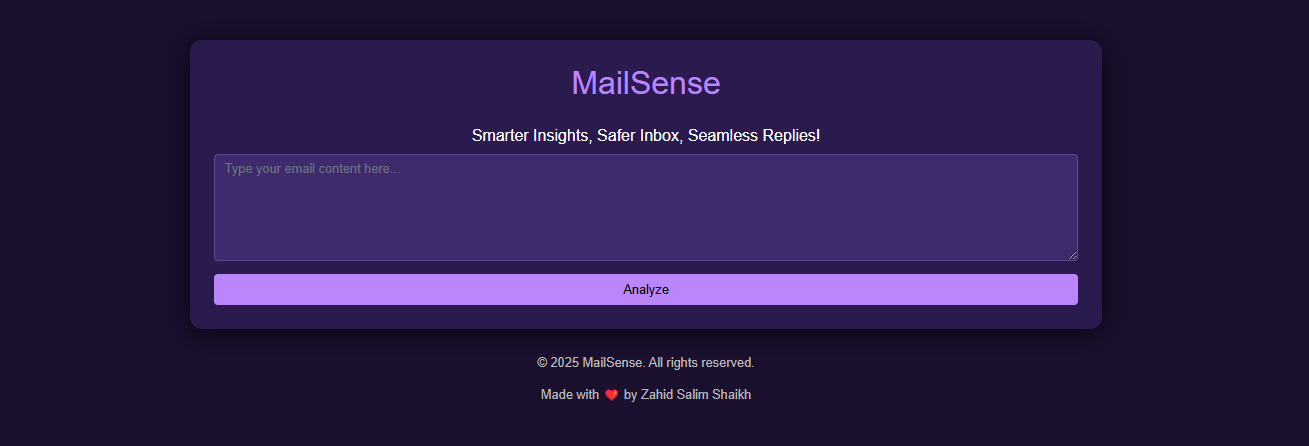 MailSense
Smarter Insights, Safer Inbox, Seamless Replies!
Type your email content here...
Analyze
© 2025 MailSense. All rights reserved.
Made with ❤️ by Zahid Salim Shaikh